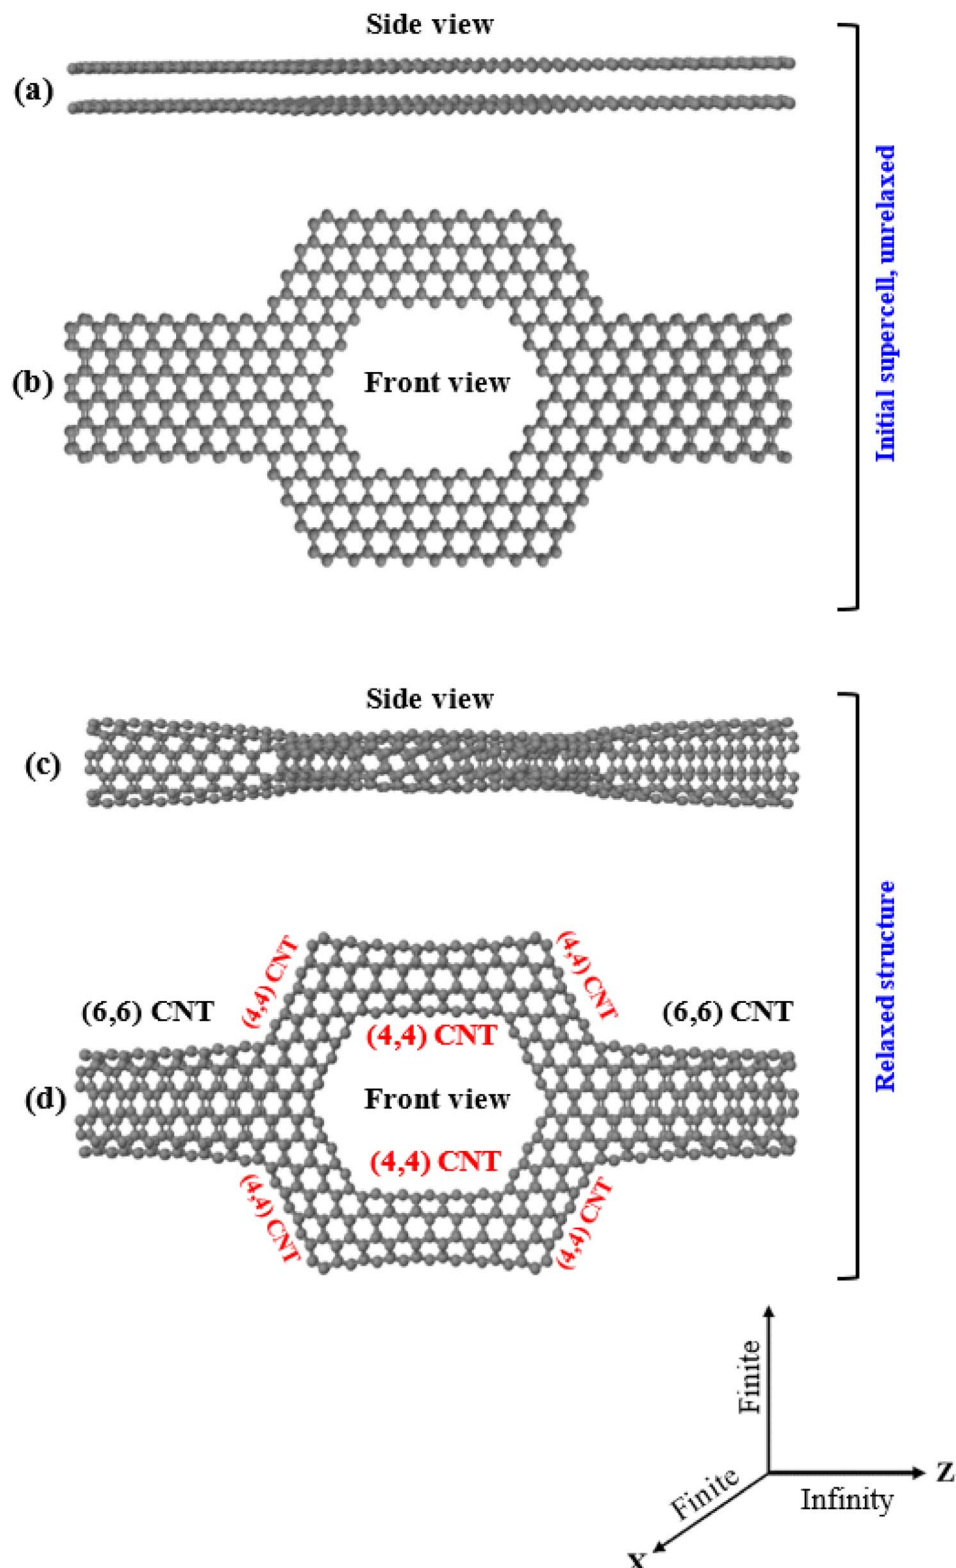 Side view
(a)
Initial supercell, unrelaxed
(b)
Front view
Side view
(c)
(4,4) CNT
(4,4) CNT
(6,6) CNT
(6,6) CNT
(4,4) CNT
Relaxed structure
(d)
Front view
(4,4) CNT
(4,4) CNT
(4,4) CNT
Finite
Z
Finite
Infinity
X